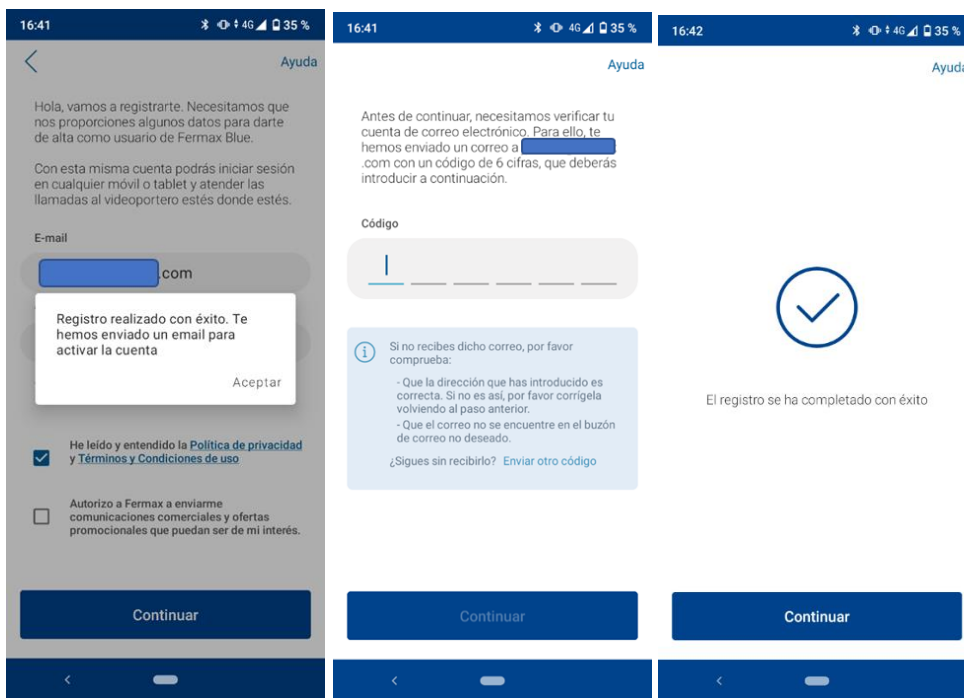 16:41
4G 35 %
Ayuda
Hola, vamos a registrarte. Necesitamos que
nos proporciones algunos datos para darte
de alta como usuario de Fermax Blue.
Con esta misma cuenta podrás iniciar sesión
en cualquier móvil o tablet y atender las
llamadas al videoportero estés donde estés.
E-mail
.com
Registro realizado con éxito. Te
hemos enviado un email para
activar la cuenta
Aceptar
He leído y entendido la Política de privacidad
y Términos y Condiciones de uso
Autorizo a Fermax a enviarme
comunicaciones comerciales y ofertas
promocionales que puedan ser de mi interés.
Continuar
16:41
4G 35 %
Ayuda
Antes de continuar, necesitamos verificar tu
cuenta de correo electrónico. Para ello, te
hemos enviado un correo a
.com con un código de 6 cifras, que deberás
introducir a continuación.
Código
Si no recibes dicho correo, por favor
comprueba:
- Que la dirección que has introducido es
correcta. Si no es así, por favor corrígela
volviendo al paso anterior.
- Que el correo no se encuentre en el buzón
de correo no deseado.
¿Sigues sin recibirlo? Enviar otro código
Continuar
16:42
4G 35 %
Ayuda
El registro se ha completado con éxito
Continuar